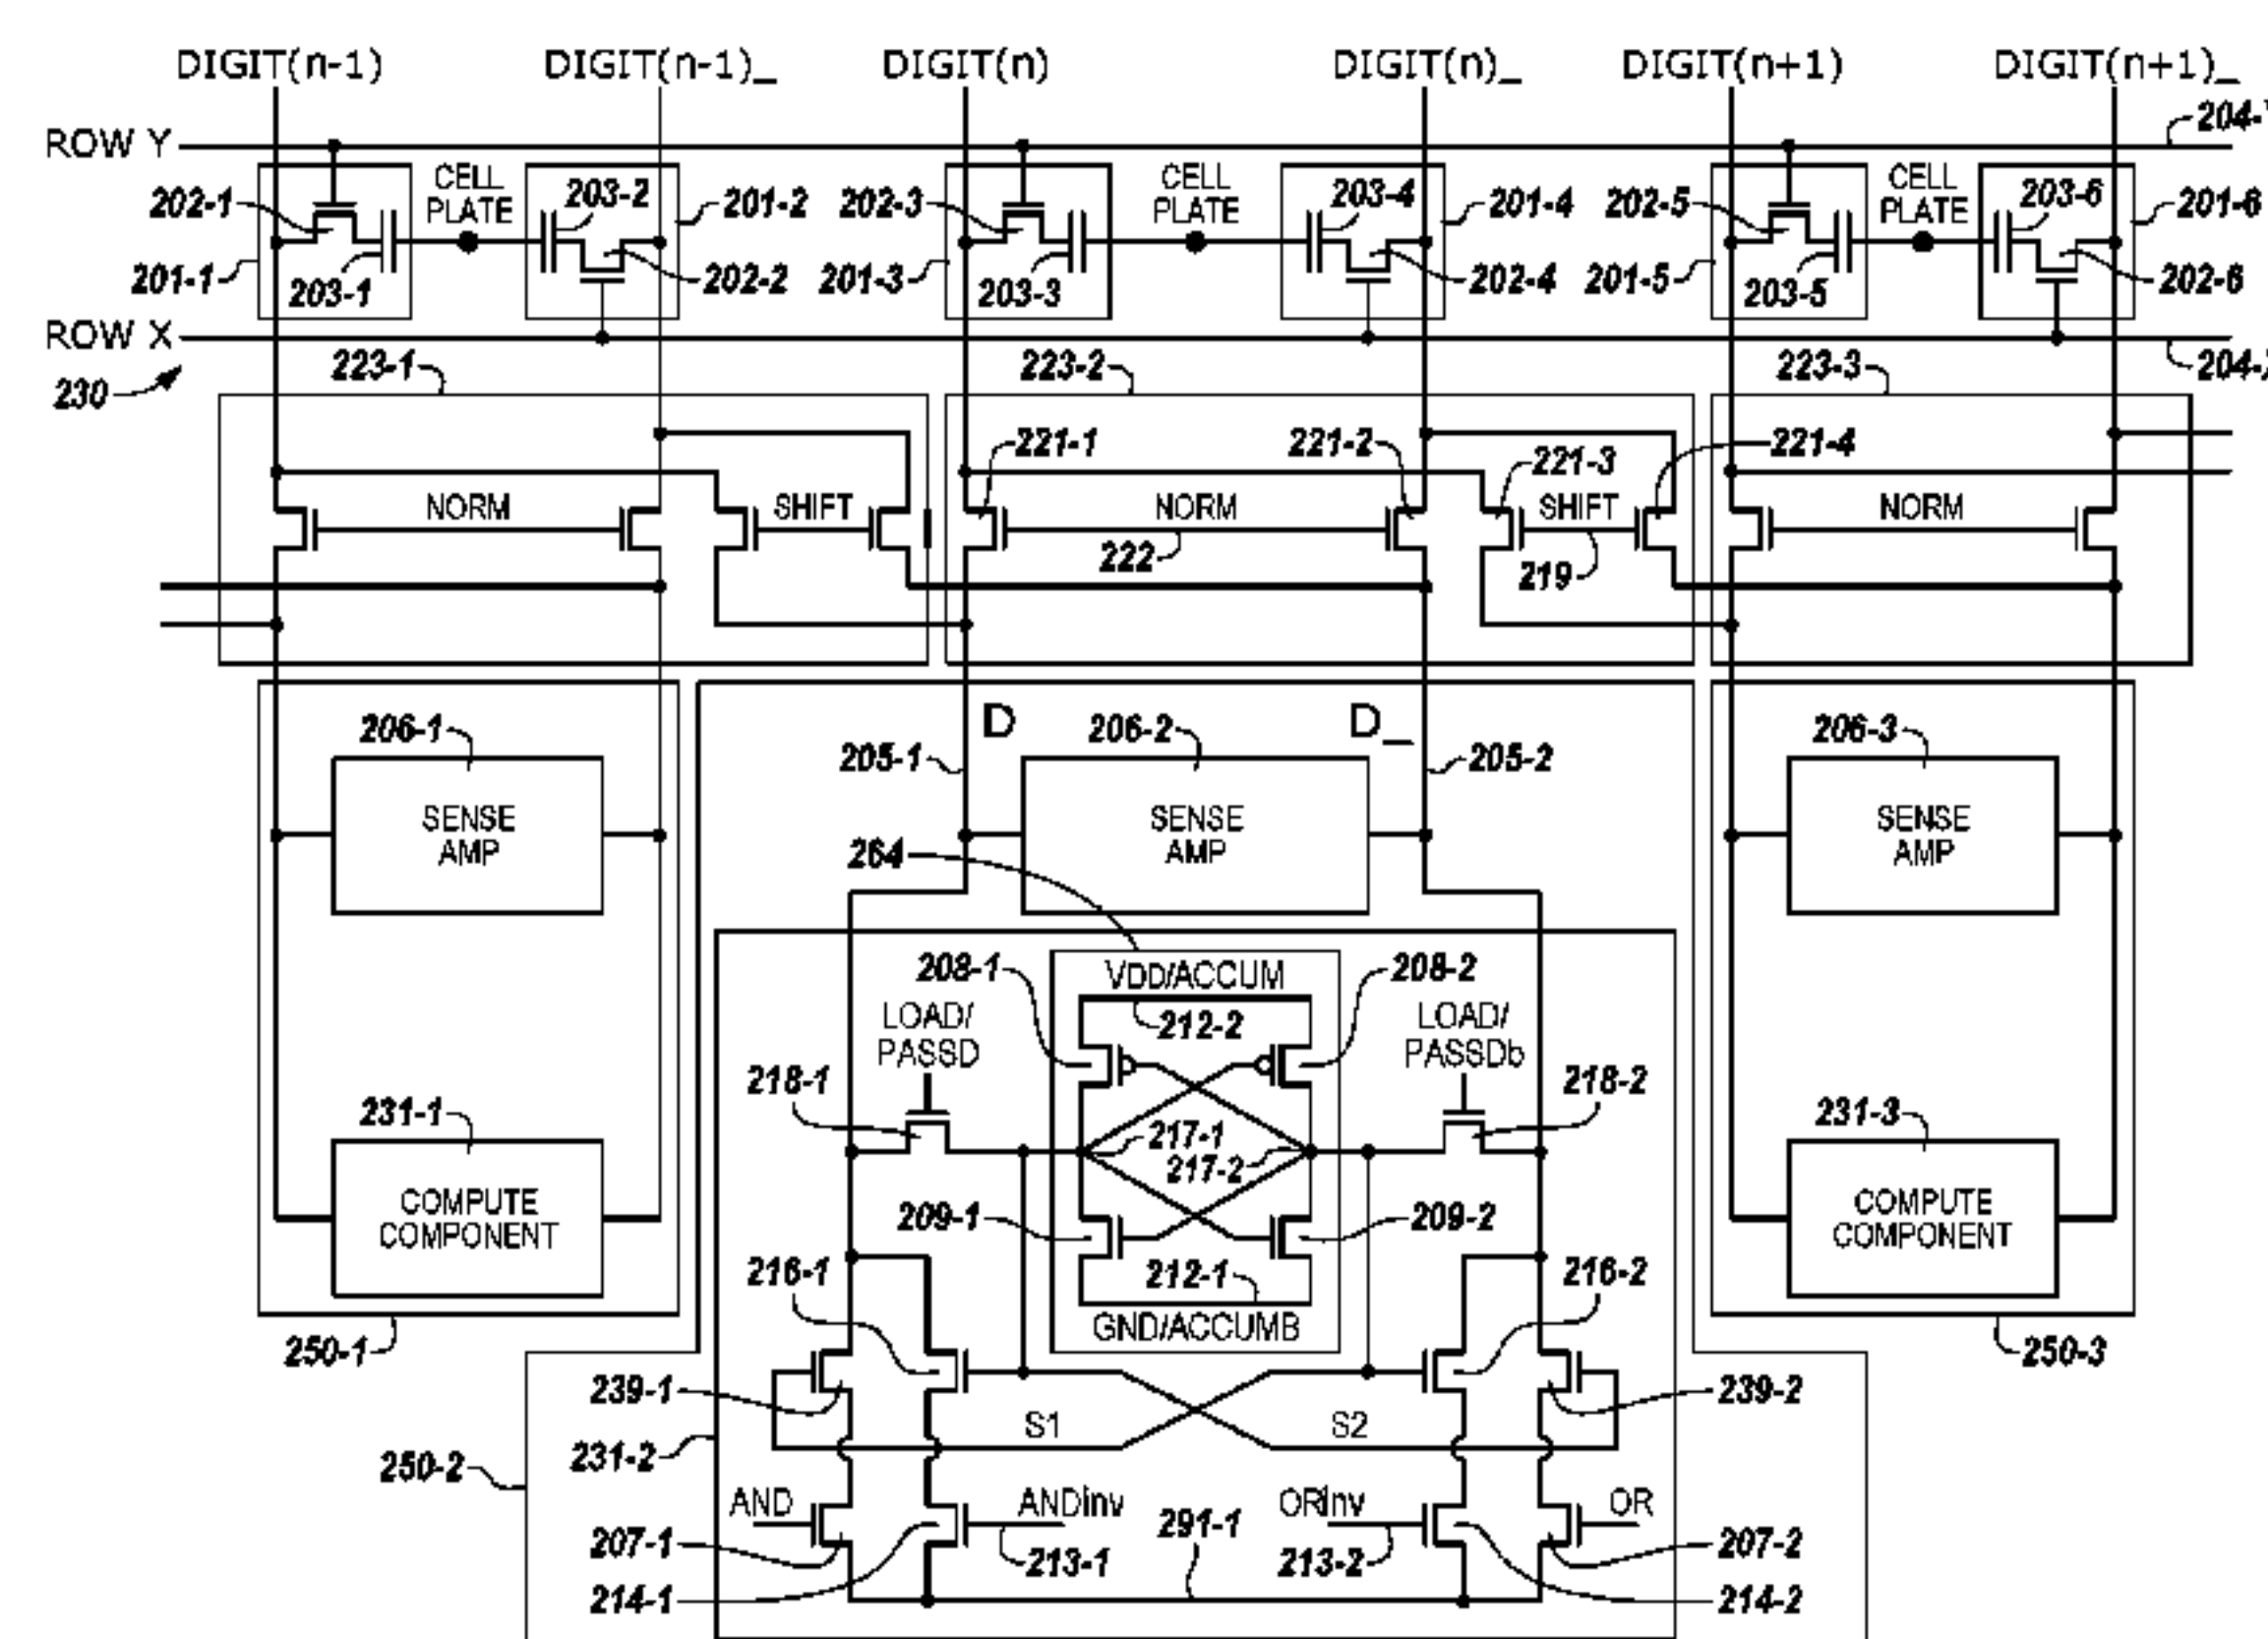 DIGIT(n-1) DIGIT(n-1)_ DIGIT(n) DIGIT(n)_ DIGIT(n+1) DIGIT(n+1)_
ROW Y 204-Y
CELL PLATE CELL PLATE CELL PLATE
202-1 203-2 201-2 202-3 203-4 201-4 202-5 203-6 201-6
201-1 203-1 202-2 201-3 203-3 202-4 201-5 203-5 202-6
ROW X
230 223-1 223-2 223-3 204-
221-1 221-2 221-3 221-4
NORM SHIFT NORM SHIFT NORM
222 219
D D_
206-1 205-1 206-2 205-2 206-3
SENSE AMP SENSE AMP SENSE AMP
264
208-1 VDD/ACCUM 208-2
LOAD/ PASSD 212-2 LOAD/ PASSDb
218-1 218-2
231-1 217-1 217-2 231-3
COMPUTE COMPONENT COMPUTE COMPONENT
209-1 209-2
216-1 212-1 216-2
GND/ACCUMB
250-1 250-3
239-1 239-2
S1 S2
250-2 231-2
AND ANDinv ORinv OR
291-1
207-1 213-1 213-2 207-2
214-1 214-2